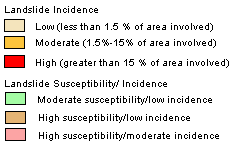 Landslide Incidence
Low (less than 1.5 % of area involved)
Moderate (1.5%-15% of area involved)
High (greater than 15 % of area involved)
Landslide Susceptibility/ Incidence
Moderate susceptibility/low incidence
High susceptibility/low incidence
High susceptibility/moderate incidence